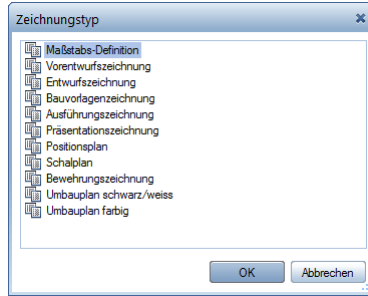 Zeichnungstyp
Maßstabs-Definition
Vorentwurfszeichnung
Entwurfszeichnung
Bauvorlagenzeichnung
Ausführungszeichnung
Präsentationszeichnung
Positionsplan
Schalplan
Bewehrungszeichnung
Umbauplan schwarz/weiss
Umbauplan farbig
OK
Abbrechen